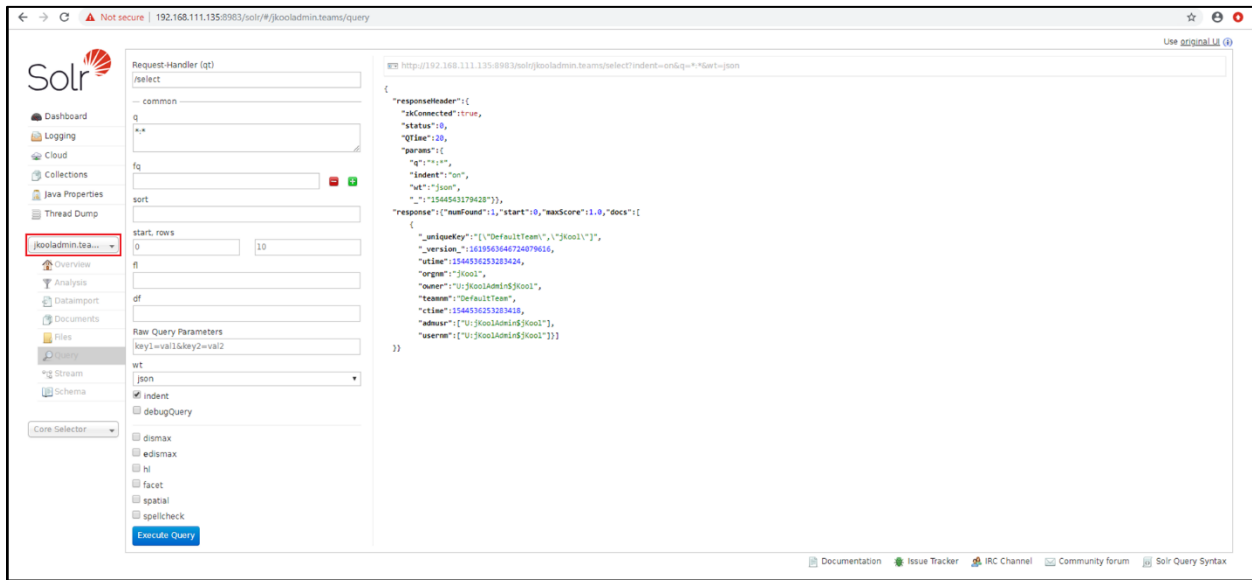 Not secure | 192.168.111.135:8983/solr/#/jkooladmin.teams/query
Use original UI
Solr
Dashboard
Logging
Cloud
Collections
Java Properties
Thread Dump
jkooladmin.tea...
Overview
Analysis
Dataimport
Documents
Files
Query
Stream
Schema
Core Selector
Request-Handler (qt)
/select
common
q
*:*
fq
sort
start, rows
0 10
fl
df
Raw Query Parameters
key1=val1&key2=val2
wt
json
indent
debugQuery
dismax
edismax
hl
facet
spatial
spellcheck
Execute Query
http://192.168.111.135:8983/solr/jkooladmin.teams/select?indent=on&q=*:*&wt=json
{
"responseHeader":{
"zkConnected":true,
"status":0,
"QTime":20,
"params":{
"q":"*:*",
"indent":"on",
"wt":"json",
"_":"1544543179428"}},
"response":{"numFound":1,"start":0,"maxScore":1.0,"docs":[
{
"_uniqueKey":"[\"DefaultTeam\",\"jKool\"]",
"_version_":1619563646724079616,
"utime":1544536253283424,
"orgnm":"jKool",
"owner":"U:jKoolAdmin$jKool",
"teamnm":"DefaultTeam",
"ctime":1544536253283418,
"admusr":["U:jKoolAdmin$jKool"],
"usernm":["U:jKoolAdmin$jKool"]}]
}}
Documentation Issue Tracker IRC Channel Community forum Solr Query Syntax